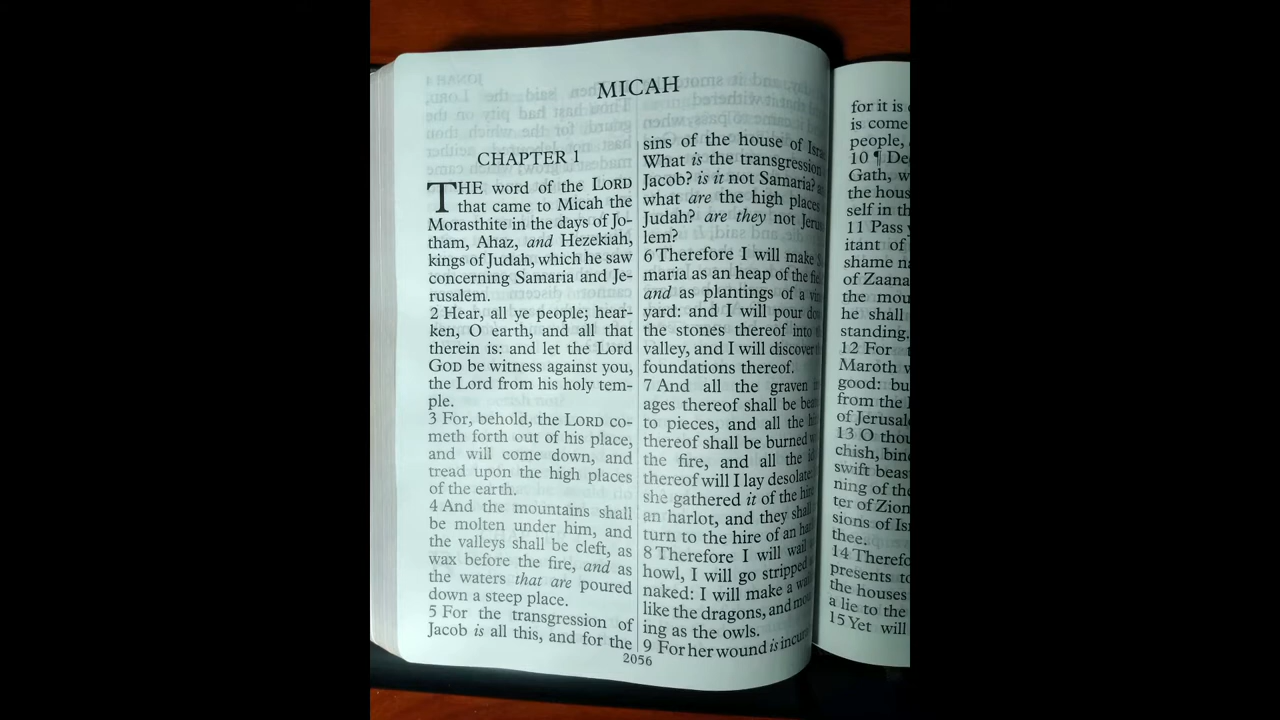 MICAH
CHAPTER 1
THE word of the LORD
that came to Micah the
Morasthite in the days of Jo-
tham, Ahaz, and Hezekiah,
kings of Judah, which he saw
concerning Samaria and Je-
rusalem.
2 Hear, all ye people; hear-
ken, O earth, and all that
therein is: and let the Lord
GOD be witness against you,
the Lord from his holy tem-
ple.
3 For, behold, the LORD co-
meth forth out of his place,
and will come down, and
tread upon the high places
of the earth.
4 And the mountains shall
be molten under him, and
the valleys shall be cleft, as
wax before the fire, and as
the waters that are poured
down a steep place.
5 For the transgression of
Jacob is all this, and for the
sins of the house of
What is the transgression
Jacob? is it not Samaria?
what are the high places
Judah? are they not
lem?
6 Therefore I will make
maria as an heap of the
and as plantings of a
yard: and I will pour
the stones thereof into
valley, and I will discover
foundations thereof.
7 And all the graven
ages thereof shall be
to pieces, and all the
thereof shall be burned
the fire, and all the
thereof will I lay desolate:
she gathered it of the
an harlot, and they shall
turn to the hire of an
8 Therefore I will wail
howl, I will go stripped
naked: I will make a
like the dragons, and
ing as the owls.
9 For her wound is
2056
for it is
is come
people,
10 ¶
Gath,
the hous
self in
11 Pass
itant of
shame
of Zaana
the mou
he shall
standing.
12 For
Maroth
good:
from the
of Jerusal
13 O thou
chish,
swift beas
ning of the
ter of Zion
sions of
thee.
14 Therefo
presents to
the houses
a lie to the
15 Yet will